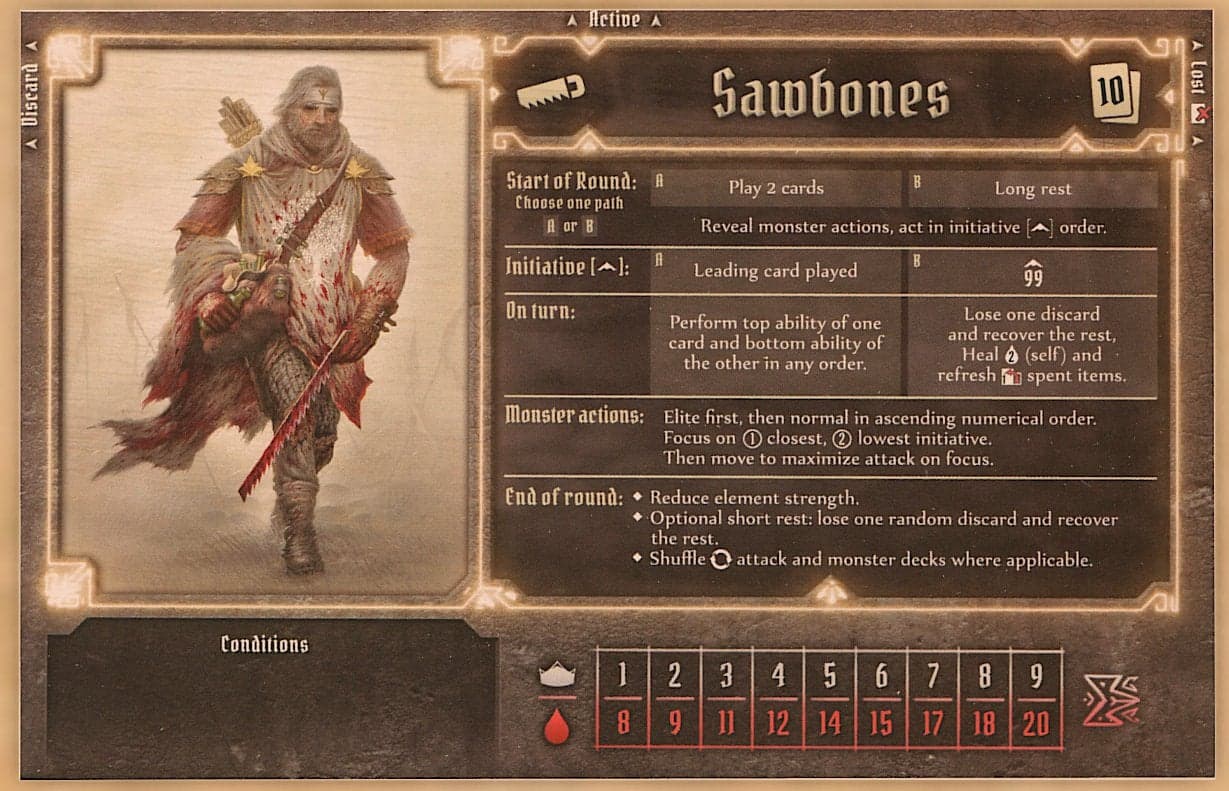 Active
Discard
Lost
Sawbones
10
Start of Round:
Choose one path
A or B
A Play 2 cards
B Long rest
Reveal monster actions, act in initiative [ ] order.
Initiative [ ]:
A Leading card played
B 99
On turn:
Perform top ability of one
card and bottom ability of
the other in any order.
Lose one discard
and recover the rest,
Heal 2 (self) and
refresh spent items.
Monster actions:
Elite first, then normal in ascending numerical order.
Focus on ① closest, ② lowest initiative.
Then move to maximize attack on focus.
End of round:
Reduce element strength.
Optional short rest: lose one random discard and recover
the rest.
Shuffle attack and monster decks where applicable.
Conditions
1 2 3 4 5 6 7 8 9
8 9 11 12 14 15 17 18 20